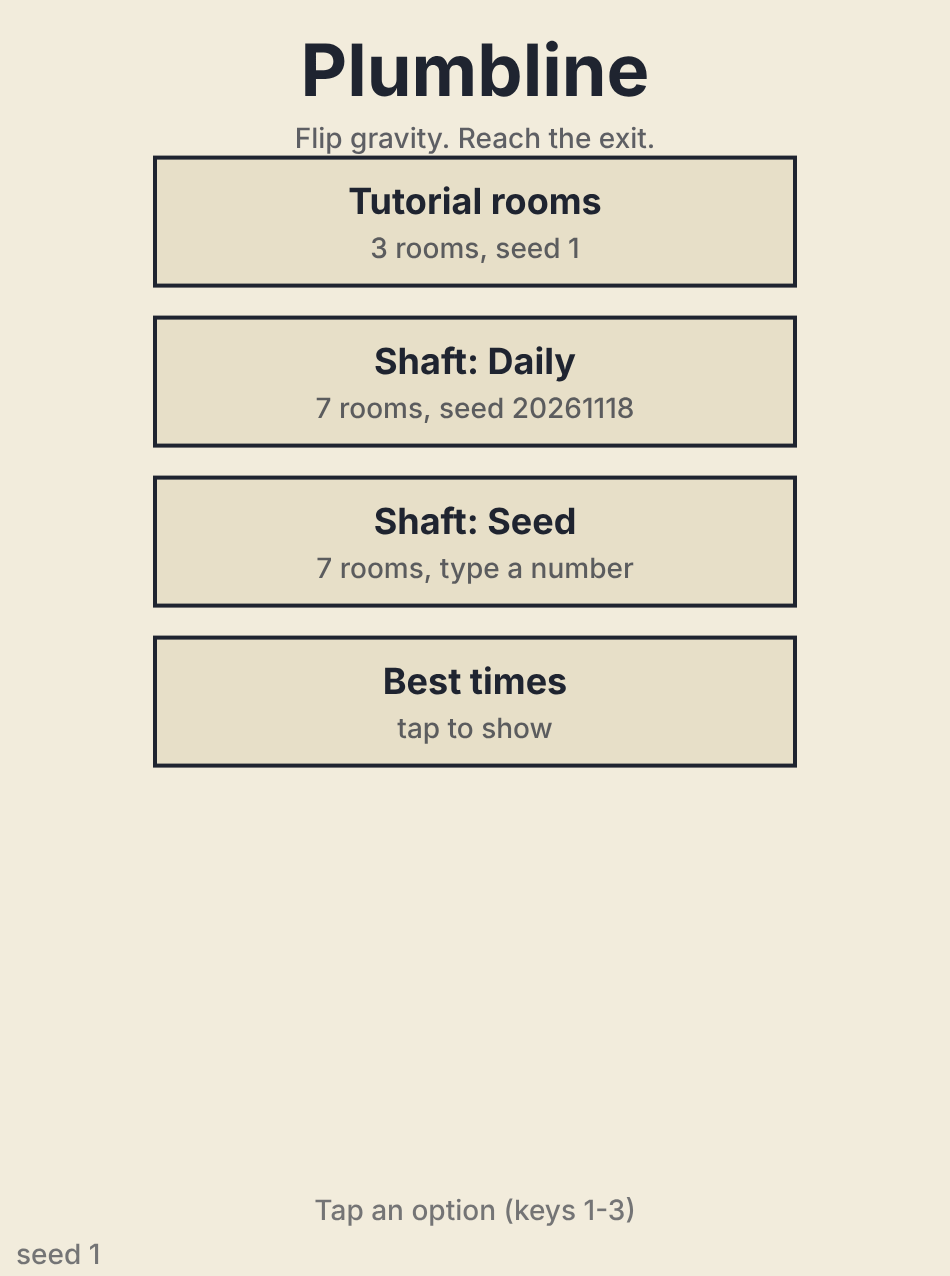 Plumbline
Flip gravity. Reach the exit.
Tutorial rooms
3 rooms, seed 1
Shaft: Daily
7 rooms, seed 20261118
Shaft: Seed
7 rooms, type a number
Best times
tap to show
Tap an option (keys 1-3)
seed 1